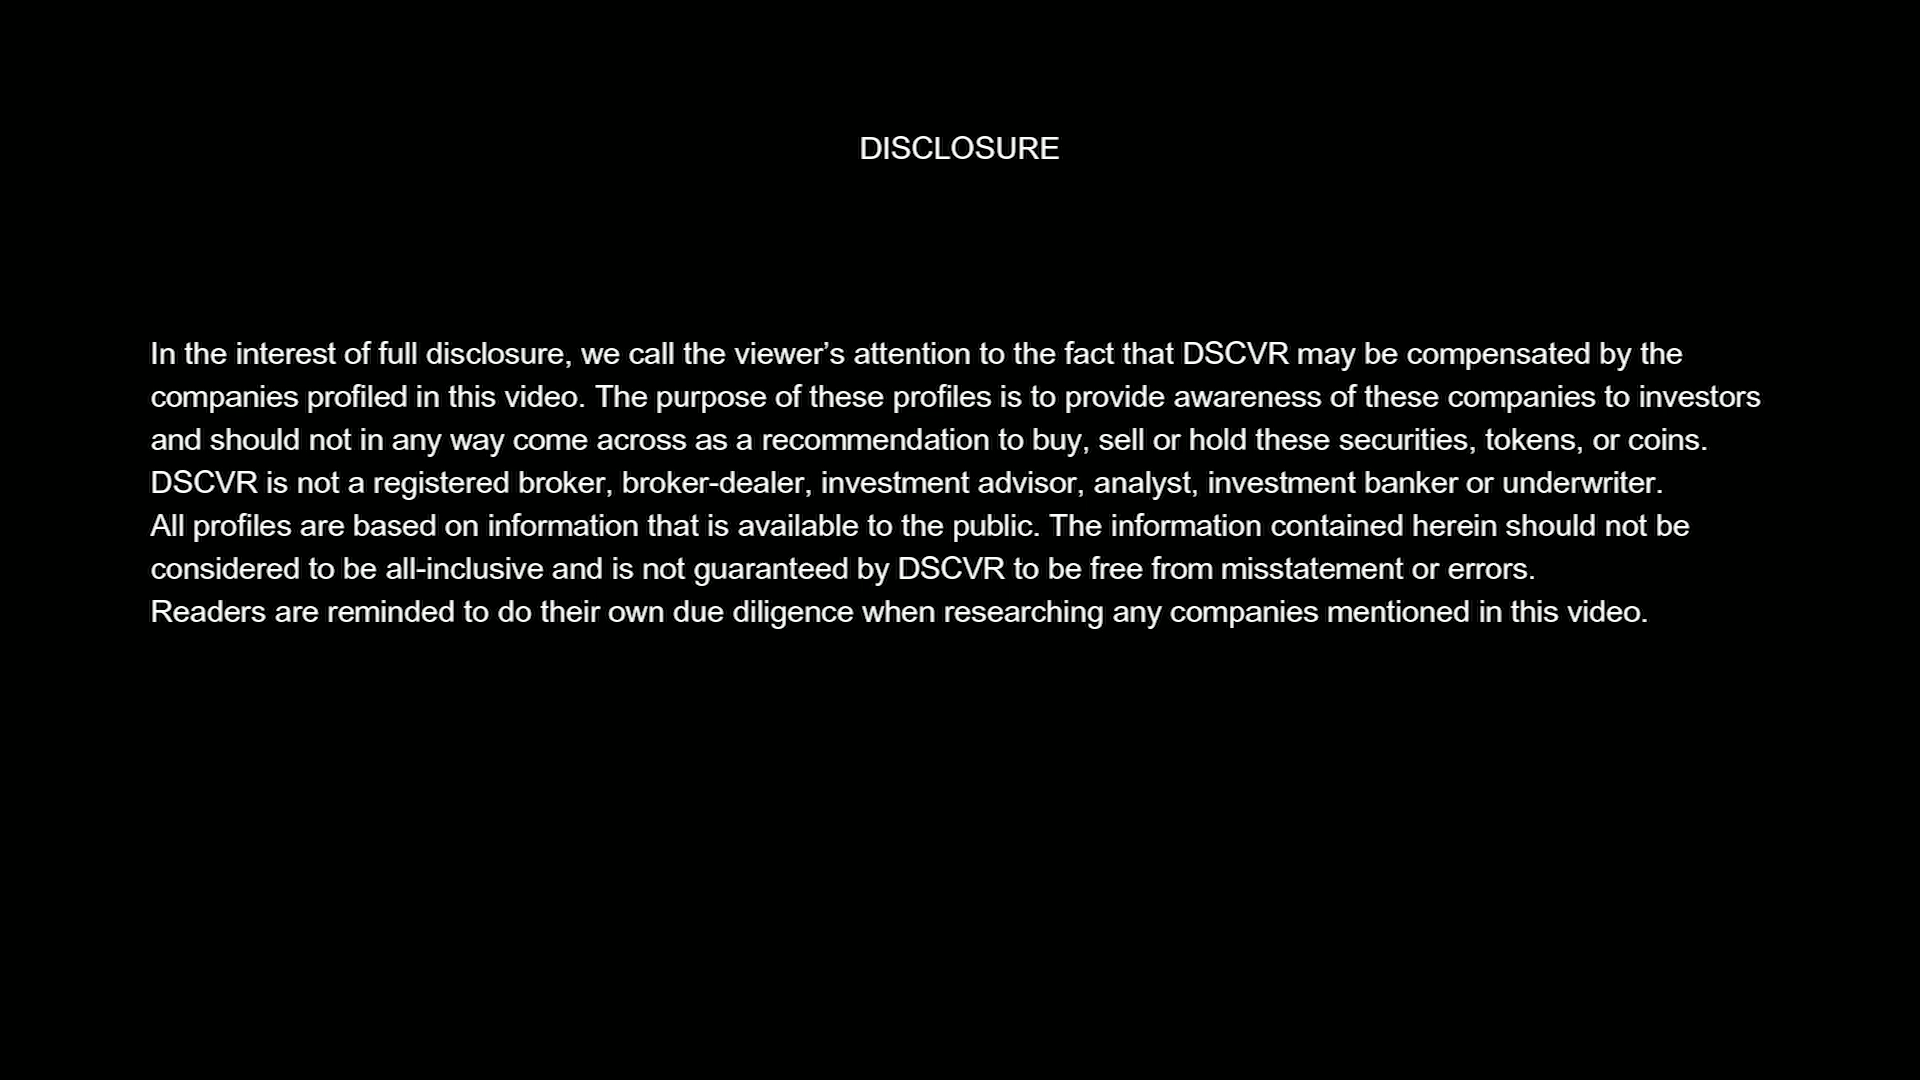 DISCLOSURE
In the interest of full disclosure, we call the viewer’s attention to the fact that DSCVR may be compensated by the
companies profiled in this video. The purpose of these profiles is to provide awareness of these companies to investors
and should not in any way come across as a recommendation to buy, sell or hold these securities, tokens, or coins.
DSCVR is not a registered broker, broker-dealer, investment advisor, analyst, investment banker or underwriter.
All profiles are based on information that is available to the public. The information contained herein should not be
considered to be all-inclusive and is not guaranteed by DSCVR to be free from misstatement or errors.
Readers are reminded to do their own due diligence when researching any companies mentioned in this video.